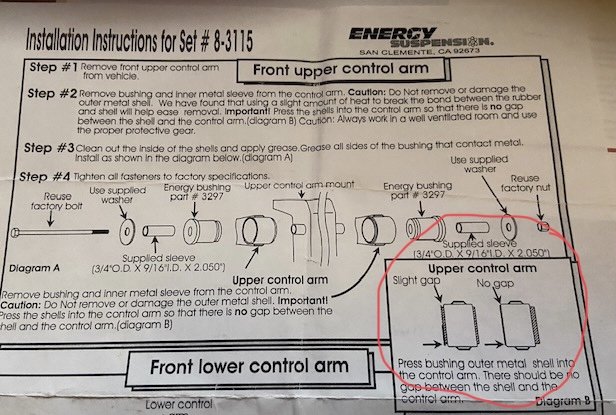 Installation Instructions for Set # 8-3115
ENERGY
SUSPENSION.
SAN CLEMENTE, CA 92673
Step #1 Remove front upper control arm
from vehicle.
Front upper control arm
Step #2 Remove bushing and inner metal sleeve from the control arm. Caution: Do Not remove or damage the
outer metal shell. We have found that using a slight amount of heat to break the bond between the rubber
and shell will help ease removal. Important! Press the shells into the control arm so that there is no gap
between the shell and the control arm.(diagram B) Caution: Always work in a well ventilated room and use
the proper protective gear.
Step #3 Clean out the inside of the shells and apply grease.Grease all sides of the bushing that contact metal.
Install as shown in the diagram below.(diagram A)
Step #4 Tighten all fasteners to factory specifications.
Use supplied
washer
Reuse
factory bolt
Use supplied
washer
Energy bushing
part # 3297
Upper control arm mount
Energy bushing
part # 3297
Reuse
factory nut
Supplied sleeve
(3/4"O.D. X 9/16"I.D. X 2.050")
Supplied sleeve
(3/4"O.D. X 9/16"I.D. X 2.050")
Diagram A
Upper control arm
Remove bushing and inner metal sleeve from the control arm.
Caution: Do Not remove or damage the outer metal shell. Important!
Press the shells into the control arm so that there is no gap between the
shell and the control arm.(diagram B)
Upper control arm
Slight gap
No gap
Press bushing outer metal shell into
the control arm. There should be no
gap between the shell and the
control arm.
Diagram B
Front lower control arm
Lower control
arm